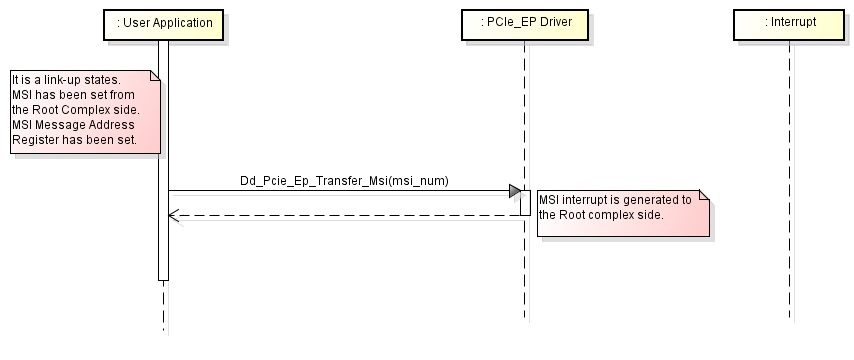 : User Application
: PCIe_EP Driver
: Interrupt
It is a link-up states.
MSI has been set from
the Root Complex side.
MSI Message Address
Register has been set.
Dd_Pcie_Ep_Transfer_Msi(msi_num)
MSI interrupt is generated to
the Root complex side.